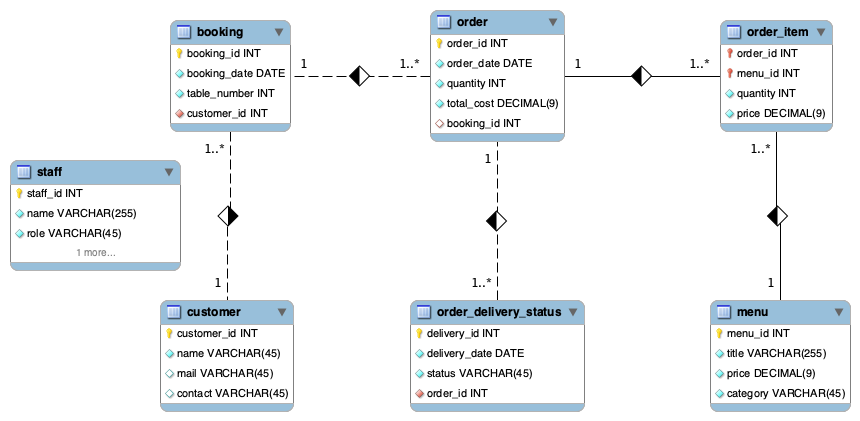 booking
booking_id INT
booking_date DATE
table_number INT
customer_id INT
1
1..*
order
order_id INT
order_date DATE
quantity INT
total_cost DECIMAL(9)
booking_id INT
1
1..*
order_item
order_id INT
menu_id INT
quantity INT
price DECIMAL(9)
1..*
1
1..*
staff
staff_id INT
name VARCHAR(255)
role VARCHAR(45)
1 more...
1
1..*
1
customer
customer_id INT
name VARCHAR(45)
mail VARCHAR(45)
contact VARCHAR(45)
order_delivery_status
delivery_id INT
delivery_date DATE
status VARCHAR(45)
order_id INT
menu
menu_id INT
title VARCHAR(255)
price DECIMAL(9)
category VARCHAR(45)